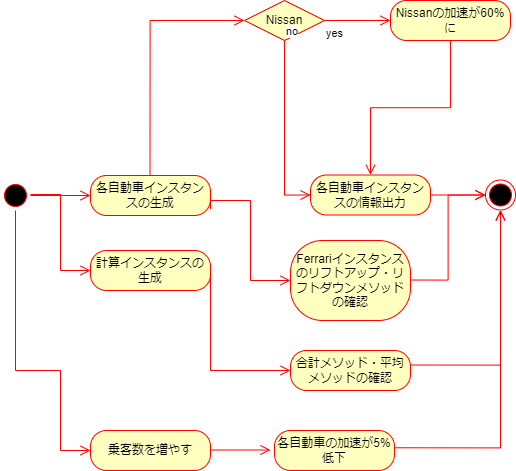 Nissan
no
yes
Nissanの加速が60%
に
各自動車インスタン
スの生成
各自動車インスタン
スの情報出力
計算インスタンスの
生成
Ferrariインスタンス
のリフトアップ・リ
フトダウンメソッド
の確認
合計メソッド・平均
メソッドの確認
乗客数を増やす
各自動車の加速が5%
低下